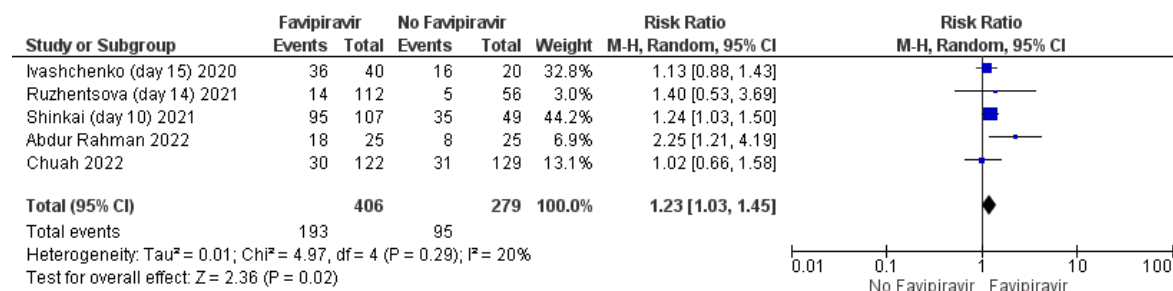 Favipiravir No Favipiravir Risk Ratio Risk Ratio
Study or Subgroup Events Total Events Total Weight M-H, Random, 95% CI M-H, Random, 95% CI
Ivashchenko (day 15) 2020 36 40 16 20 32.8% 1.13 [0.88, 1.43]
Ruzhentsova (day 14) 2021 14 112 5 56 3.0% 1.40 [0.53, 3.69]
Shinkai (day 10) 2021 95 107 35 49 44.2% 1.24 [1.03, 1.50]
Abdur Rahman 2022 18 25 8 25 6.9% 2.25 [1.21, 4.19]
Chuah 2022 30 122 31 129 13.1% 1.02 [0.66, 1.58]
Total (95% CI) 406 279 100.0% 1.23 [1.03, 1.45]
Total events 193 95
Heterogeneity: Tau² = 0.01; Chi² = 4.97, df = 4 (P = 0.29); I² = 20%
Test for overall effect: Z = 2.36 (P = 0.02)
0.01 0.1 1 10 100
No Favipiravir Favipiravir